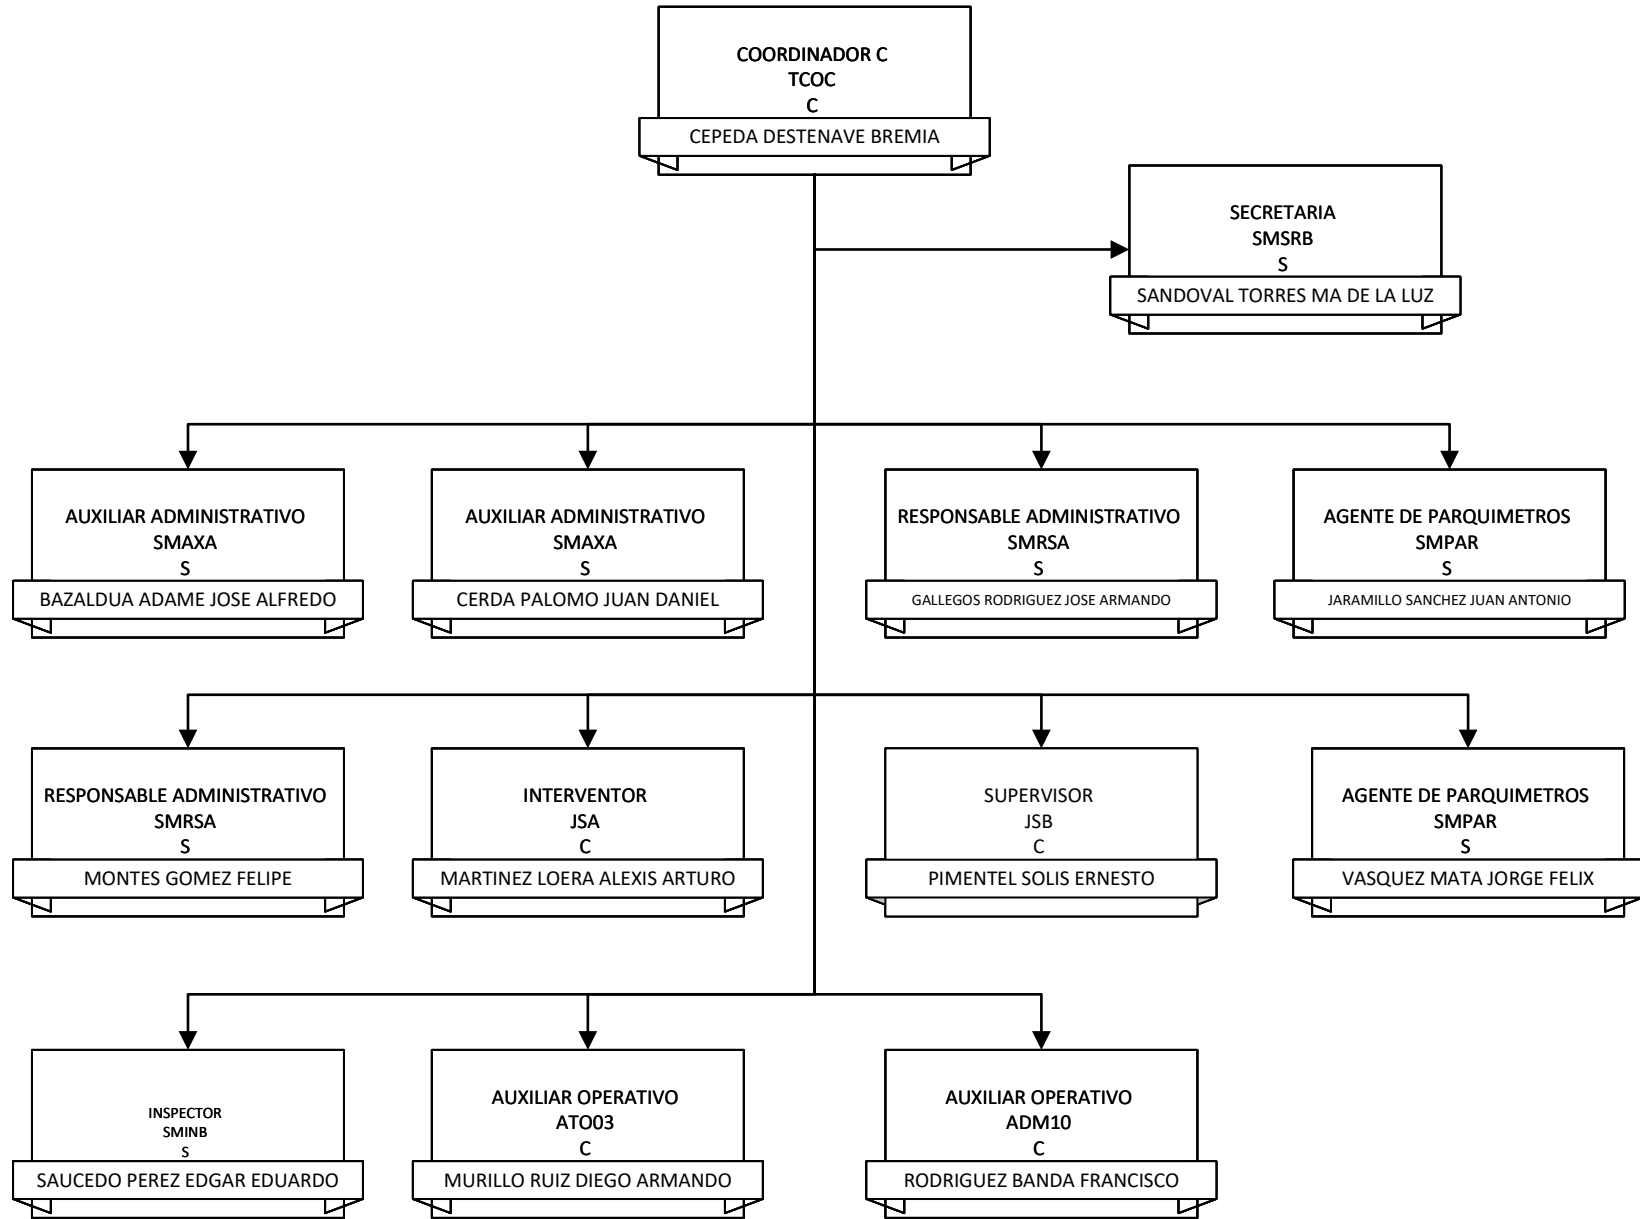 COORDINADOR C
TCOC
C
CEPEDA DESTENAVE BREMIA
SECRETARIA
SMSRB
S
SANDOVAL TORRES MA DE LA LUZ
AUXILIAR ADMINISTRATIVO
SMAXA
S
BAZALDUA ADAME JOSE ALFREDO
AUXILIAR ADMINISTRATIVO
SMAXA
S
CERDA PALOMO JUAN DANIEL
RESPONSABLE ADMINISTRATIVO
SMRSA
S
GALLEGOS RODRIGUEZ JOSE ARMANDO
AGENTE DE PARQUIMETROS
SMPAR
S
JARAMILLO SANCHEZ JUAN ANTONIO
RESPONSABLE ADMINISTRATIVO
SMRSA
S
MONTES GOMEZ FELIPE
INTERVENTOR
JSA
C
MARTINEZ LOERA ALEXIS ARTURO
SUPERVISOR
JSB
C
PIMENTEL SOLIS ERNESTO
AGENTE DE PARQUIMETROS
SMPAR
S
VASQUEZ MATA JORGE FELIX
INSPECTOR
SMINB
S
SAUCEDO PEREZ EDGAR EDUARDO
AUXILIAR OPERATIVO
ATO03
C
MURILLO RUIZ DIEGO ARMANDO
AUXILIAR OPERATIVO
ADM10
C
RODRIGUEZ BANDA FRANCISCO